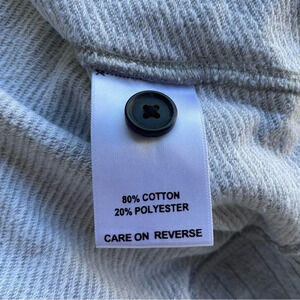 80% COTTON
20% POLYESTER
CARE ON REVERSE